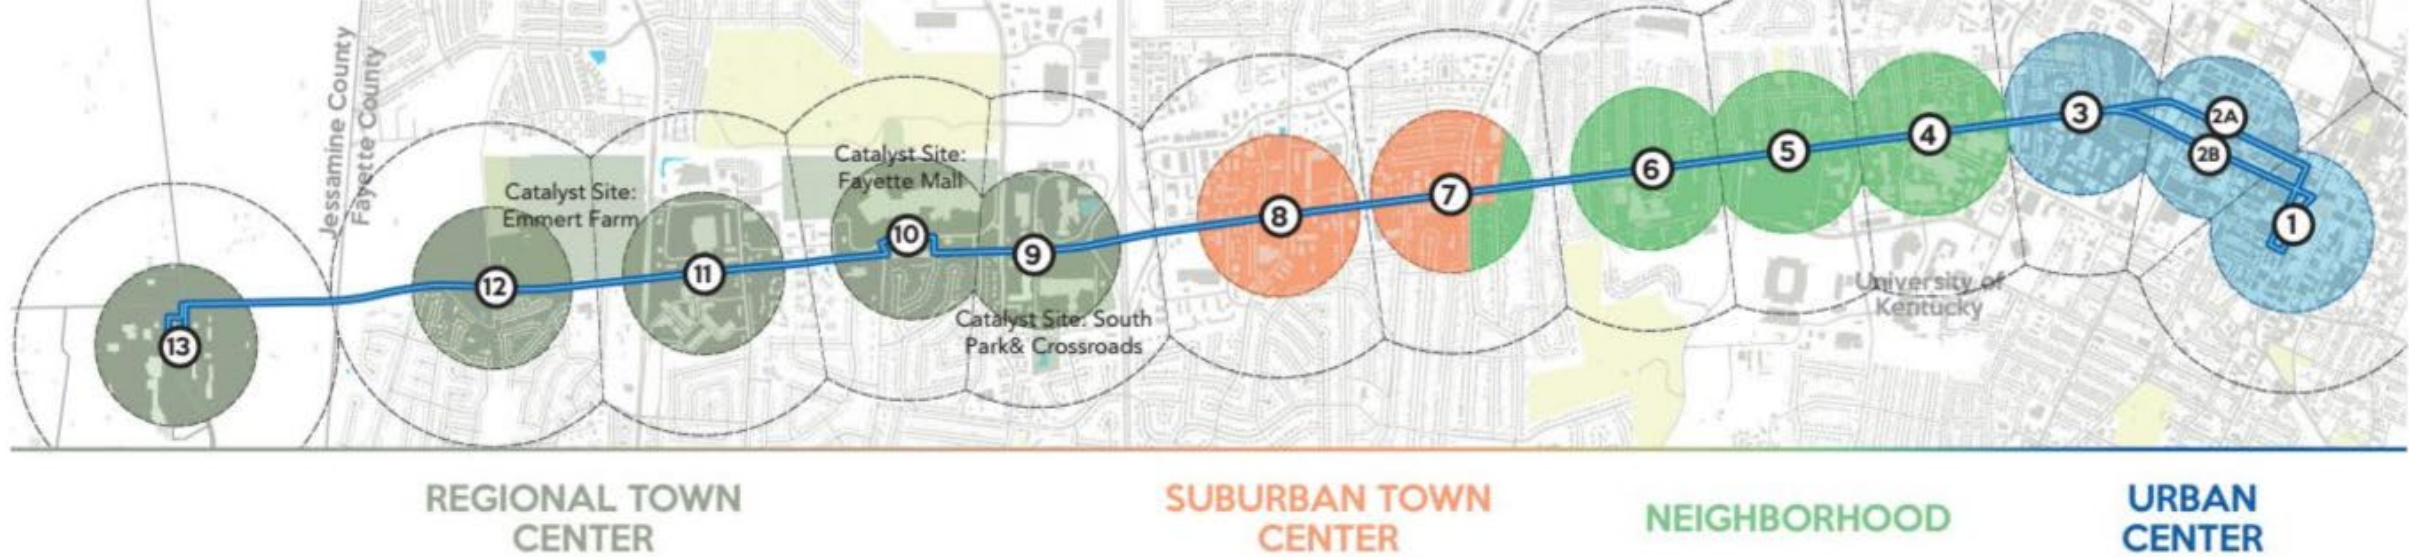 Jessamine County
Fayette County
Catalyst Site:
Emmert Farm
Catalyst Site:
Fayette Mall
Catalyst Site: South
Park& Crossroads
University of
Kentucky
13
12
11
10
9
8
7
6
5
4
3
2A
2B
1
REGIONAL TOWN
CENTER
SUBURBAN TOWN
CENTER
NEIGHBORHOOD
URBAN
CENTER